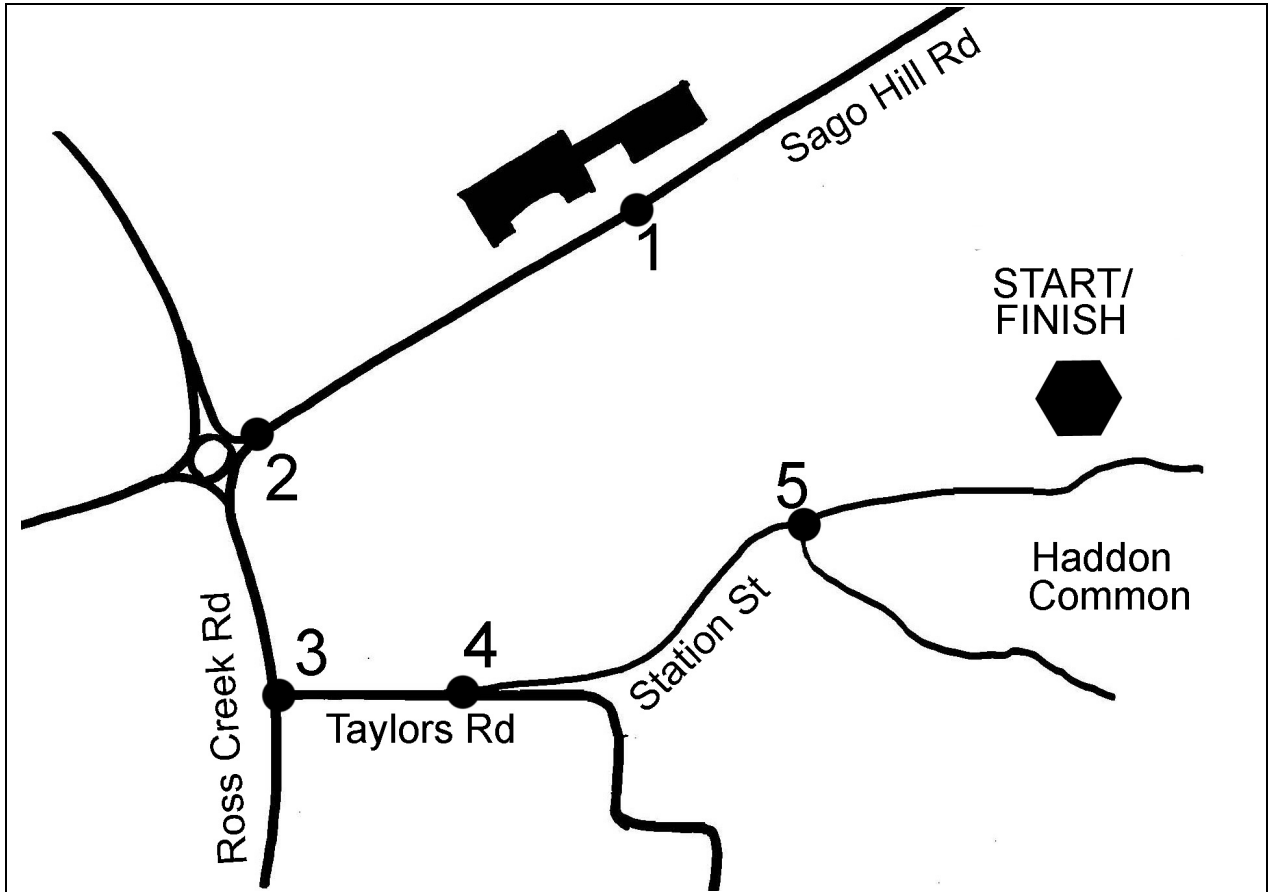 Sago Hill Rd
1
START/
FINISH
2
5
Haddon
Common
Station St
3
4
Taylors Rd
Ross Creek Rd